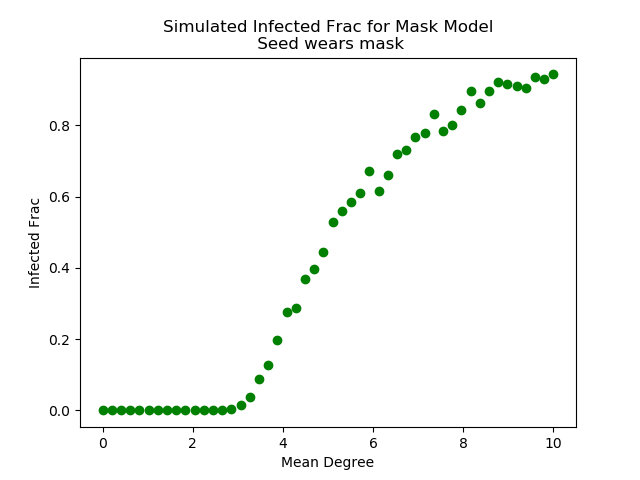 Simulated Infected Frac for Mask Model
Seed wears mask
0.8
0.6
0.4
0.2
0.0
Infected Frac
0 2 4 6 8 10
Mean Degree